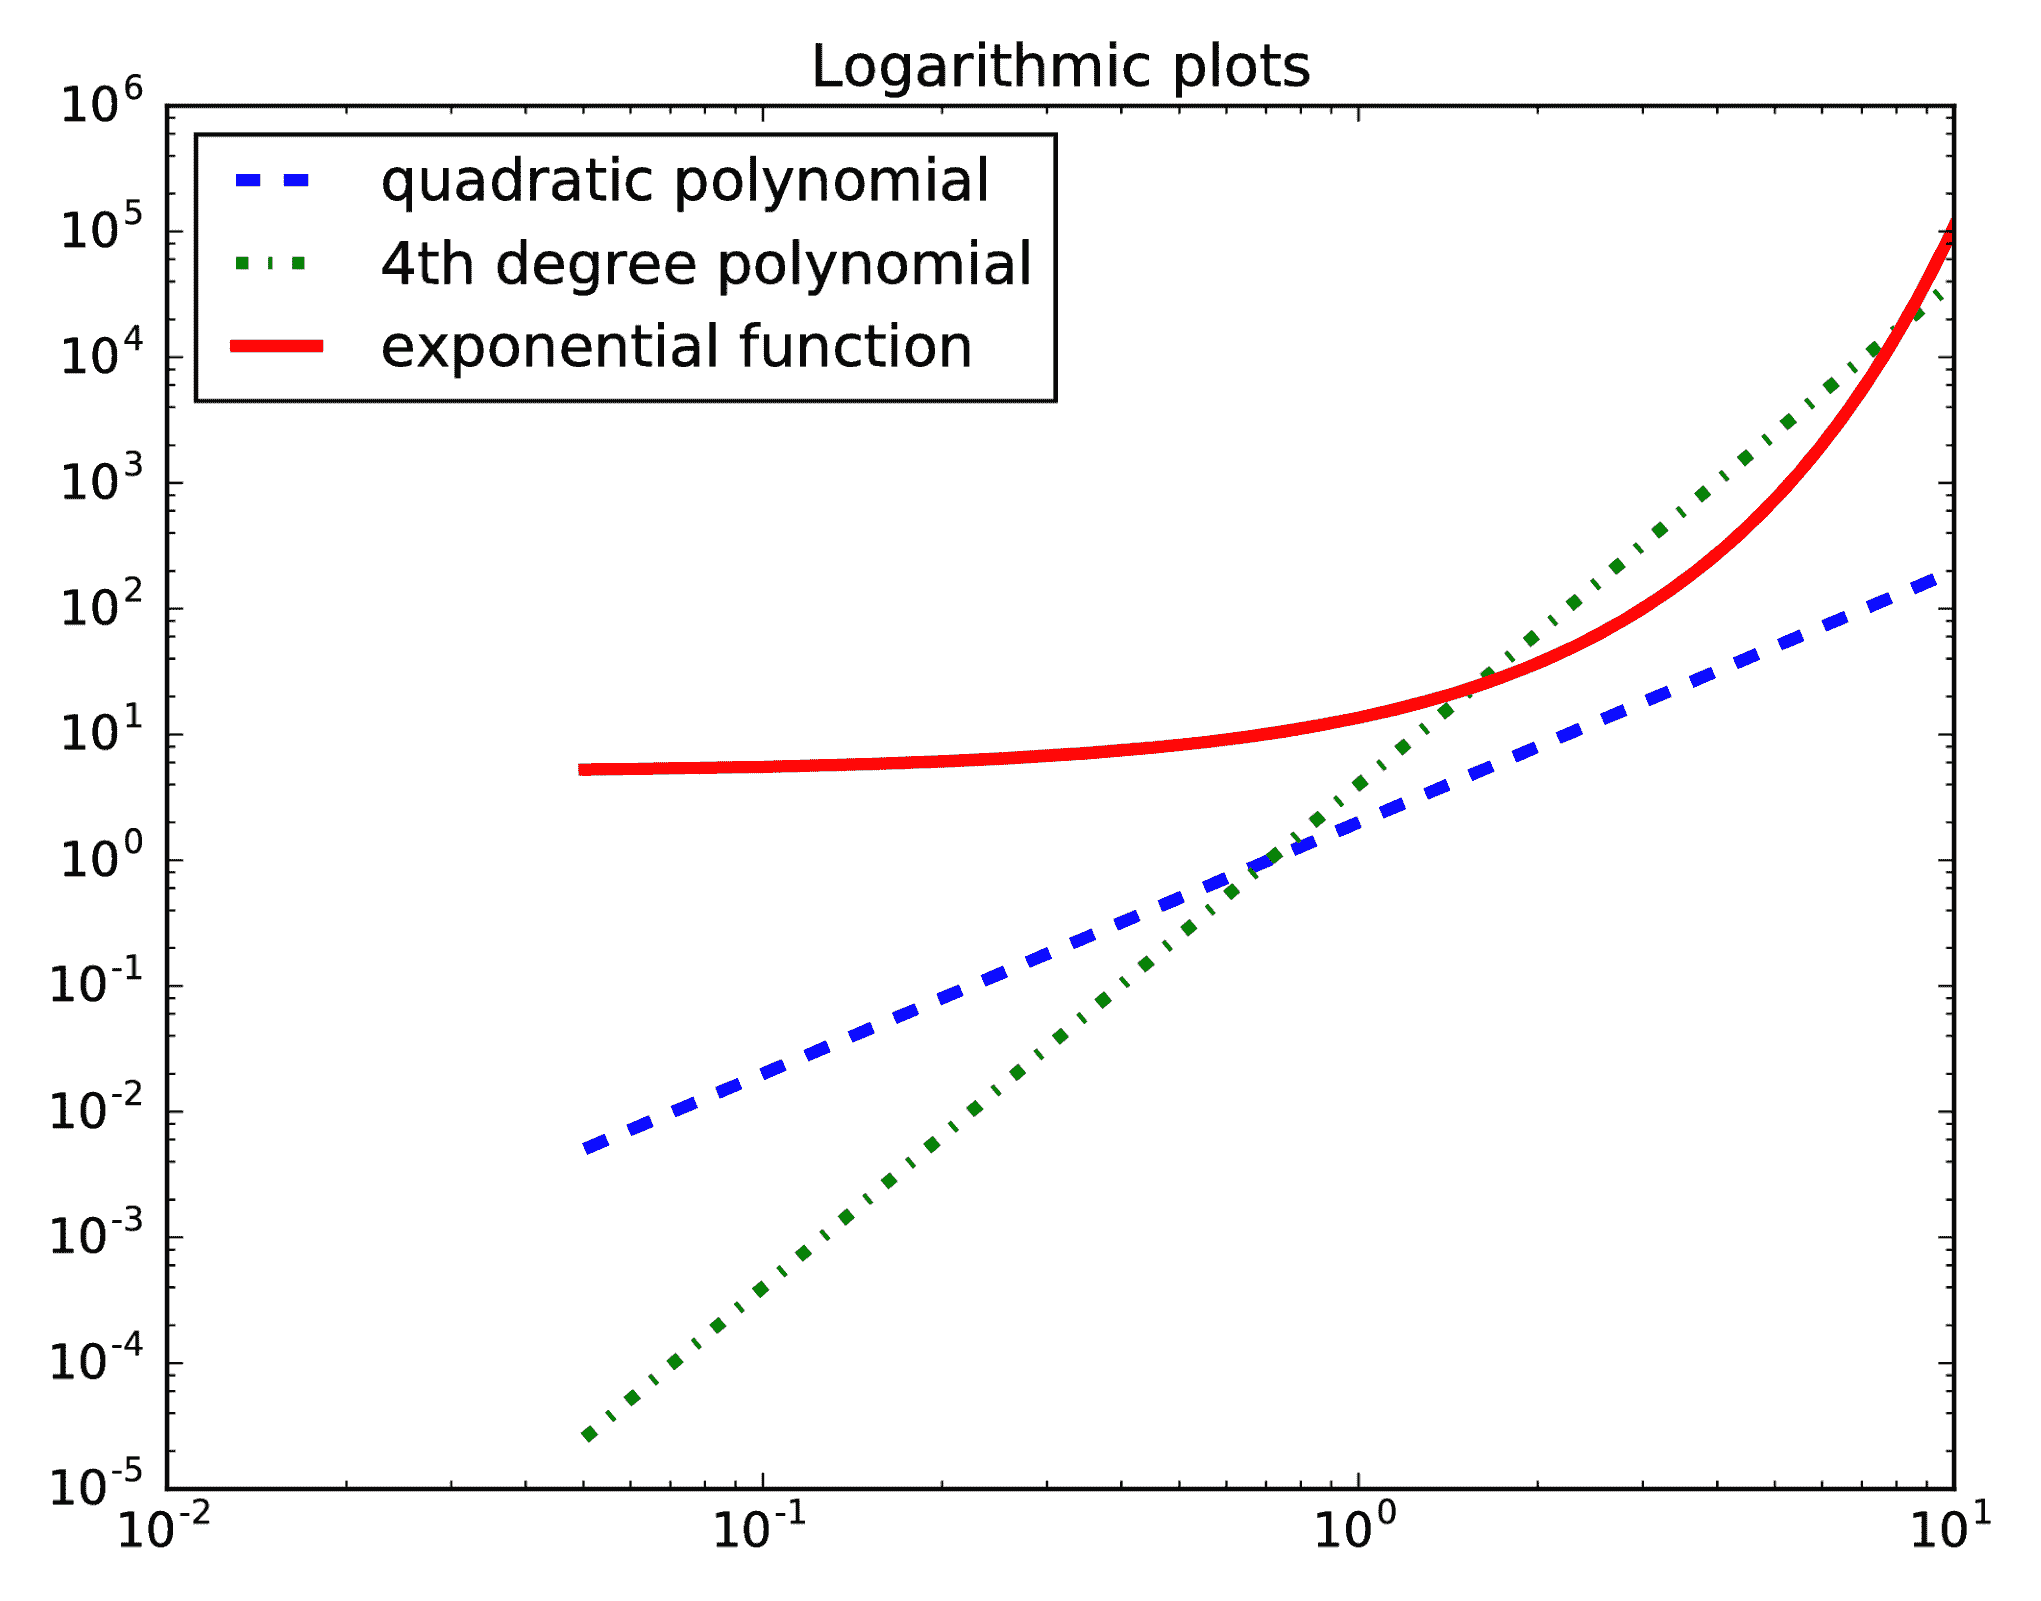 Logarithmic plots
quadratic polynomial
4th degree polynomial
exponential function
10^6
10^5
10^4
10^3
10^2
10^1
10^0
10^-1
10^-2
10^-3
10^-4
10^-5
10^-2 10^-1 10^0 10^1